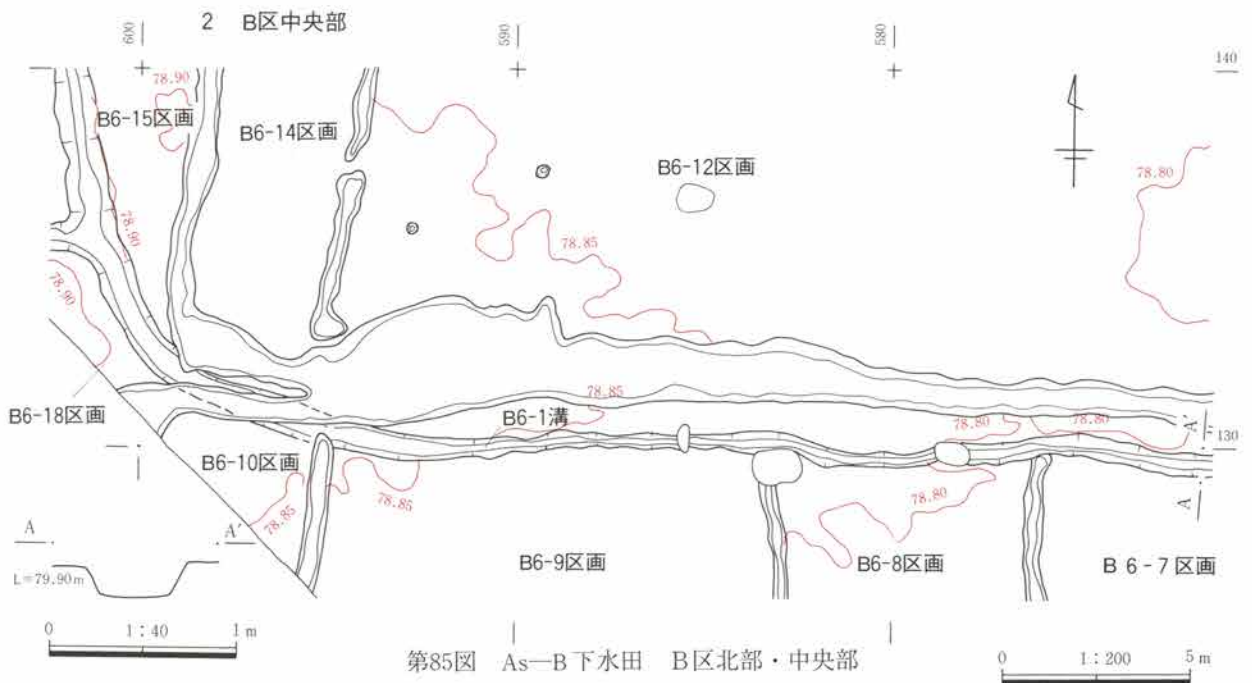 2 B区中央部
600
590
580
140
78.90
B6-15区画
B6-14区画
B6-12区画
78.80
78.90
78.85
78.90
B6-18区画
78.85
B6-1溝
78.80
78.80
A'
130
B6-10区画
78.85
78.85
78.80
A
A
A'
B6-9区画
B6-8区画
B6-7区画
L=79.90m
0 1:40 1m
第85図 As―B下水田 B区北部・中央部
0 1:200 5m